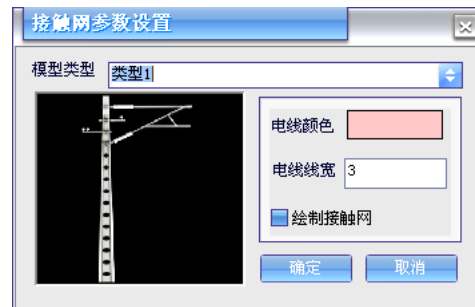 接触网参数设置
模型类型 类型1
电线颜色
电线线宽 3
绘制接触网
确定 取消